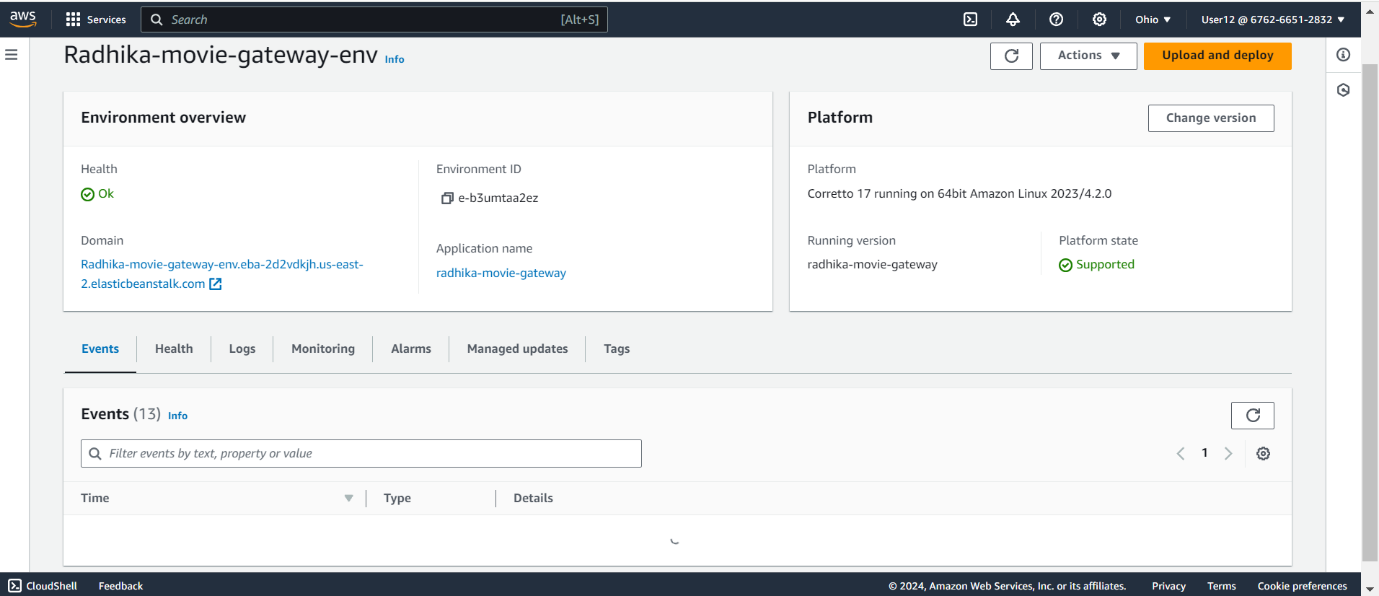 aws Services Search [Alt+S] Ohio ▼ User12 @ 6762-6651-2832 ▼
Radhika-movie-gateway-env Info
Actions ▼ Upload and deploy
Environment overview
Health
Ok
Domain
Radhika-movie-gateway-env.eba-2d2vdkjh.us-east-
2.elasticbeanstalk.com
Environment ID
e-b3umtaa2ez
Application name
radhika-movie-gateway
Platform
Change version
Platform
Corretto 17 running on 64bit Amazon Linux 2023/4.2.0
Running version
radhika-movie-gateway
Platform state
Supported
Events Health Logs Monitoring Alarms Managed updates Tags
Events (13) Info
Filter events by text, property or value
1
Time Type Details
CloudShell Feedback © 2024, Amazon Web Services, Inc. or its affiliates. Privacy Terms Cookie preferences